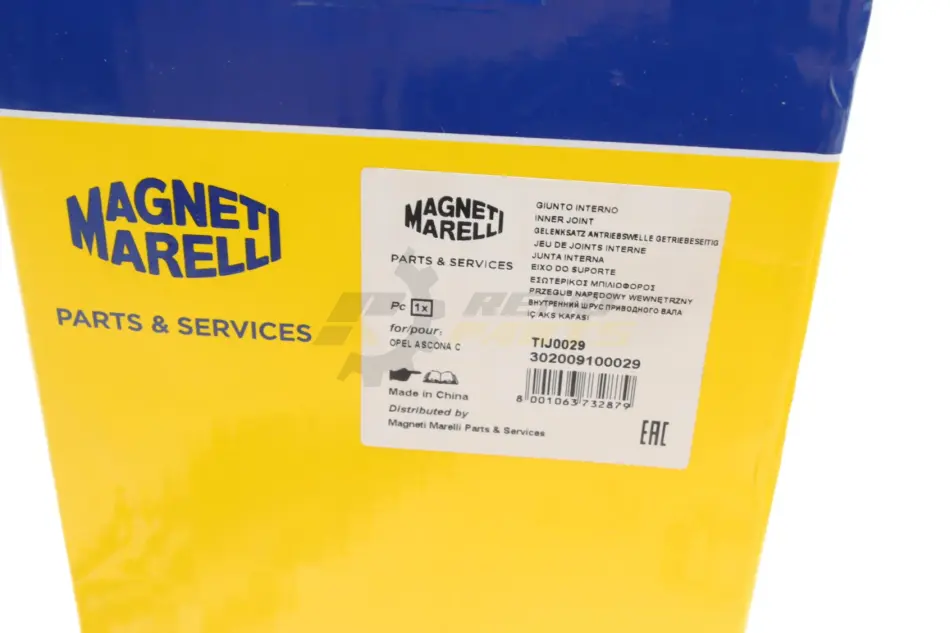 MAGNETI
MARELLI
PARTS & SERVICES
MAGNETI
MARELLI
PARTS & SERVICES
Pc 1x
for/pour:
OPEL ASCONA C
Made in China
Distributed by
Magneti Marelli Parts & Services
GIUNTO INTERNO
INNER JOINT
GELENKSATZ ANTRIEBSWELLE GETRIEBESEITIG
JEU DE JOINTS INTERNE
JUNTA INTERNA
EIXO DO SUPORTE
ΕΣΩΤΕΡΙΚΟΣ ΜΠΙΛΙΟΦΟΡΟΣ
PRZEGUB NAPĘDOWY WEWNĘTRZNY
ВНУТРЕННИЙ ШРУС ПРИВОДНОГО ВАЛА
İÇ AKS KAFASI
TIJ0029
302009100029
8 001063 732879
EAC